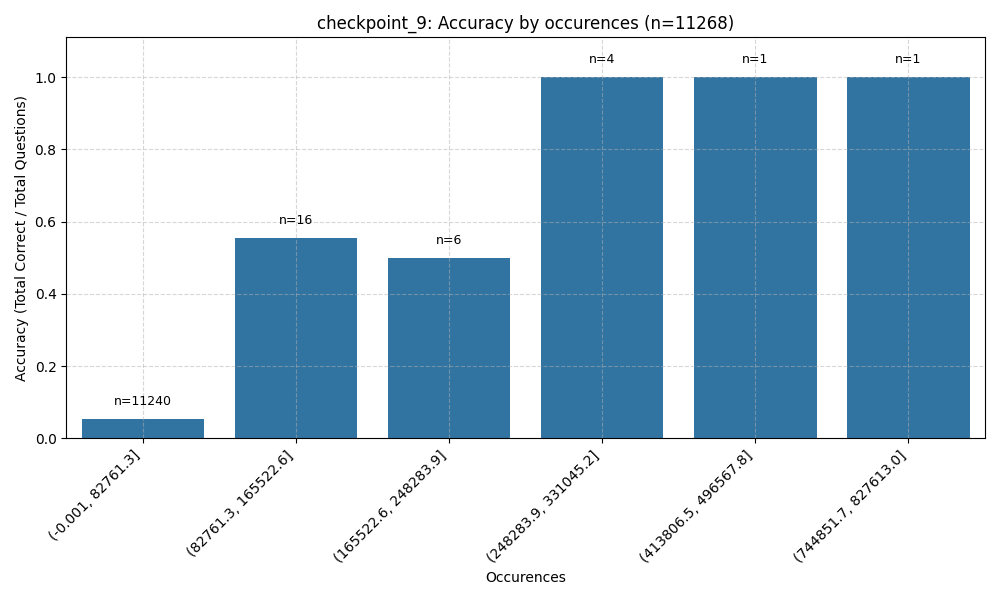 checkpoint_9: Accuracy by occurences (n=11268)
Accuracy (Total Correct / Total Questions)
1.0
0.8
0.6
0.4
0.2
0.0
n=11240
n=16
n=6
n=4
n=1
n=1
(-0.001, 82761.3]
(82761.3, 165522.6]
(165522.6, 248283.9]
(248283.9, 331045.2]
(413806.5, 496567.8]
(744851.7, 827613.0]
Occurences